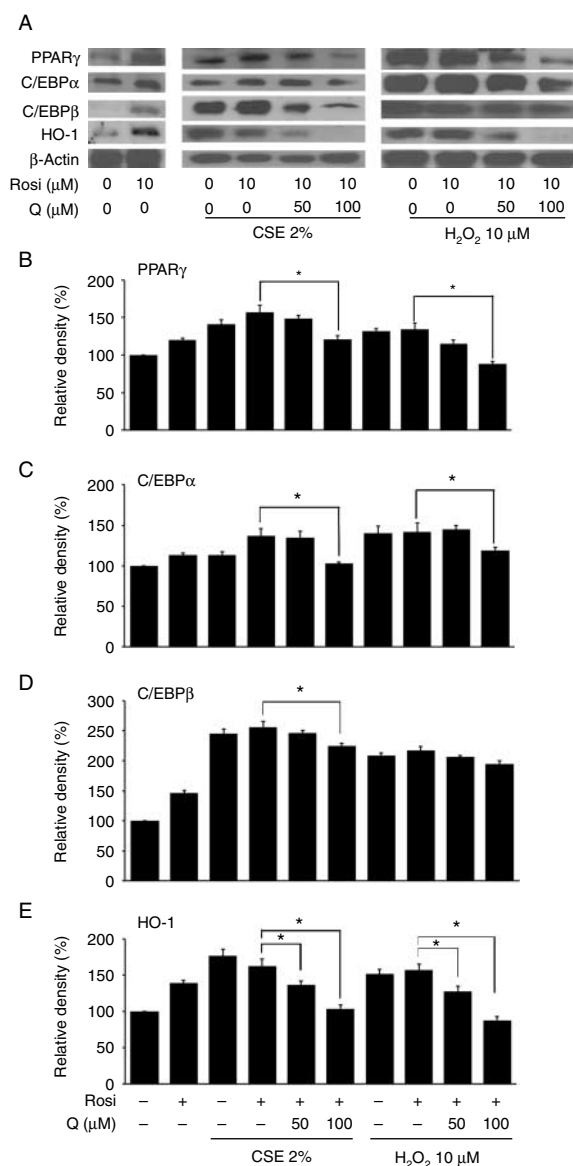 A
PPARγ
C/EBPα
C/EBPβ
HO-1
β-Actin
Rosi (μM) 0 10 0 10 10 10 0 10 10 10
Q (μM) 0 0 0 0 50 100 0 0 50 100
CSE 2% H₂O₂ 10 μM
B
PPARγ
Relative density (%)
200
150
100
50
0
*
*
C
C/EBPα
Relative density (%)
200
150
100
50
0
*
*
D
C/EBPβ
Relative density (%)
300
250
200
150
100
50
0
*
E
HO-1
Relative density (%)
200
150
100
50
0
*
*
*
*
Rosi – + – + + + – + + +
Q (μM) – – – – 50 100 – – 50 100
CSE 2% H₂O₂ 10 μM